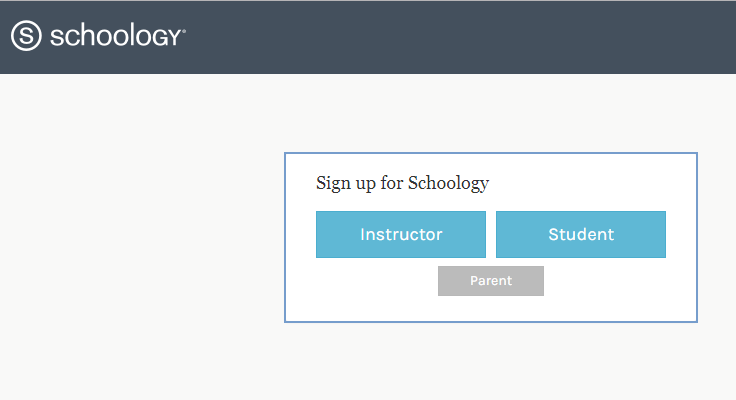 S schoology®
Sign up for Schoology
Instructor Student
Parent